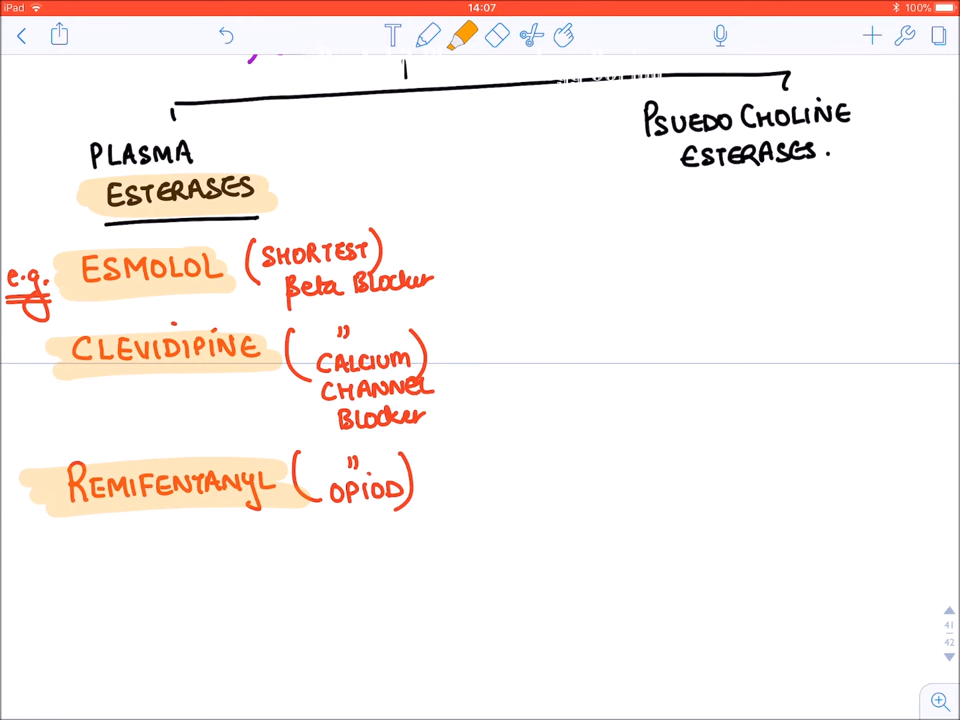 iPad
14:07
100%
PSUEDO CHOLINE
ESTERASES.
PLASMA
ESTERASES
e.g. ESMOLOL (SHORTEST)
Beta Blocker
CLEVIDIPINE ( "
CALCIUM )
CHANNEL
Blocker
REMIFENTANYL ( "
OPIOD )
41
42